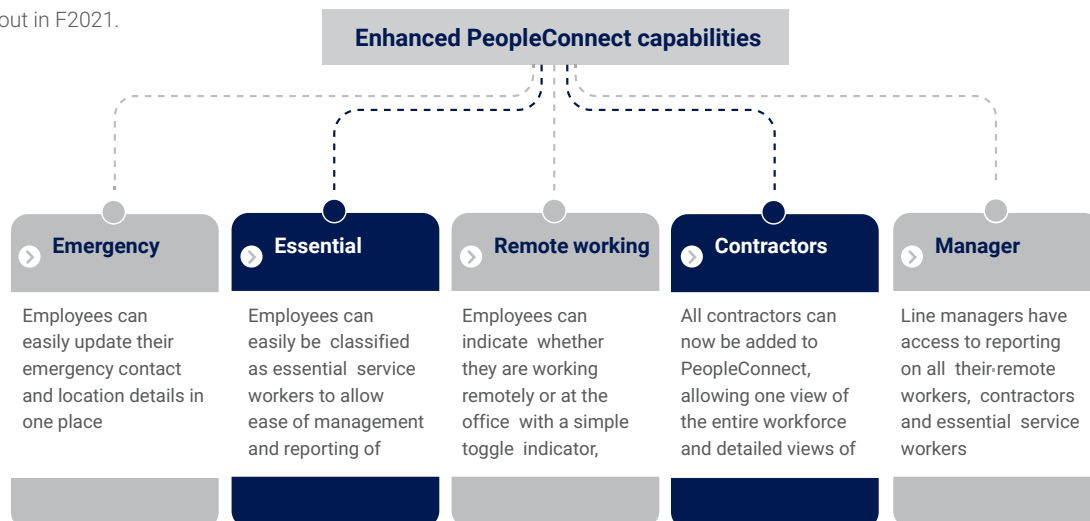 out in F2021.
Enhanced PeopleConnect capabilities
Emergency
Employees can
easily update their
emergency contact
and location details in
one place
Essential
Employees can
easily be classified
as essential service
workers to allow
ease of management
and reporting of
Remote working
Employees can
indicate whether
they are working
remotely or at the
office with a simple
toggle indicator,
Contractors
All contractors can
now be added to
PeopleConnect,
allowing one view of
the entire workforce
and detailed views of
Manager
Line managers have
access to reporting
on all their remote
workers, contractors
and essential service
workers